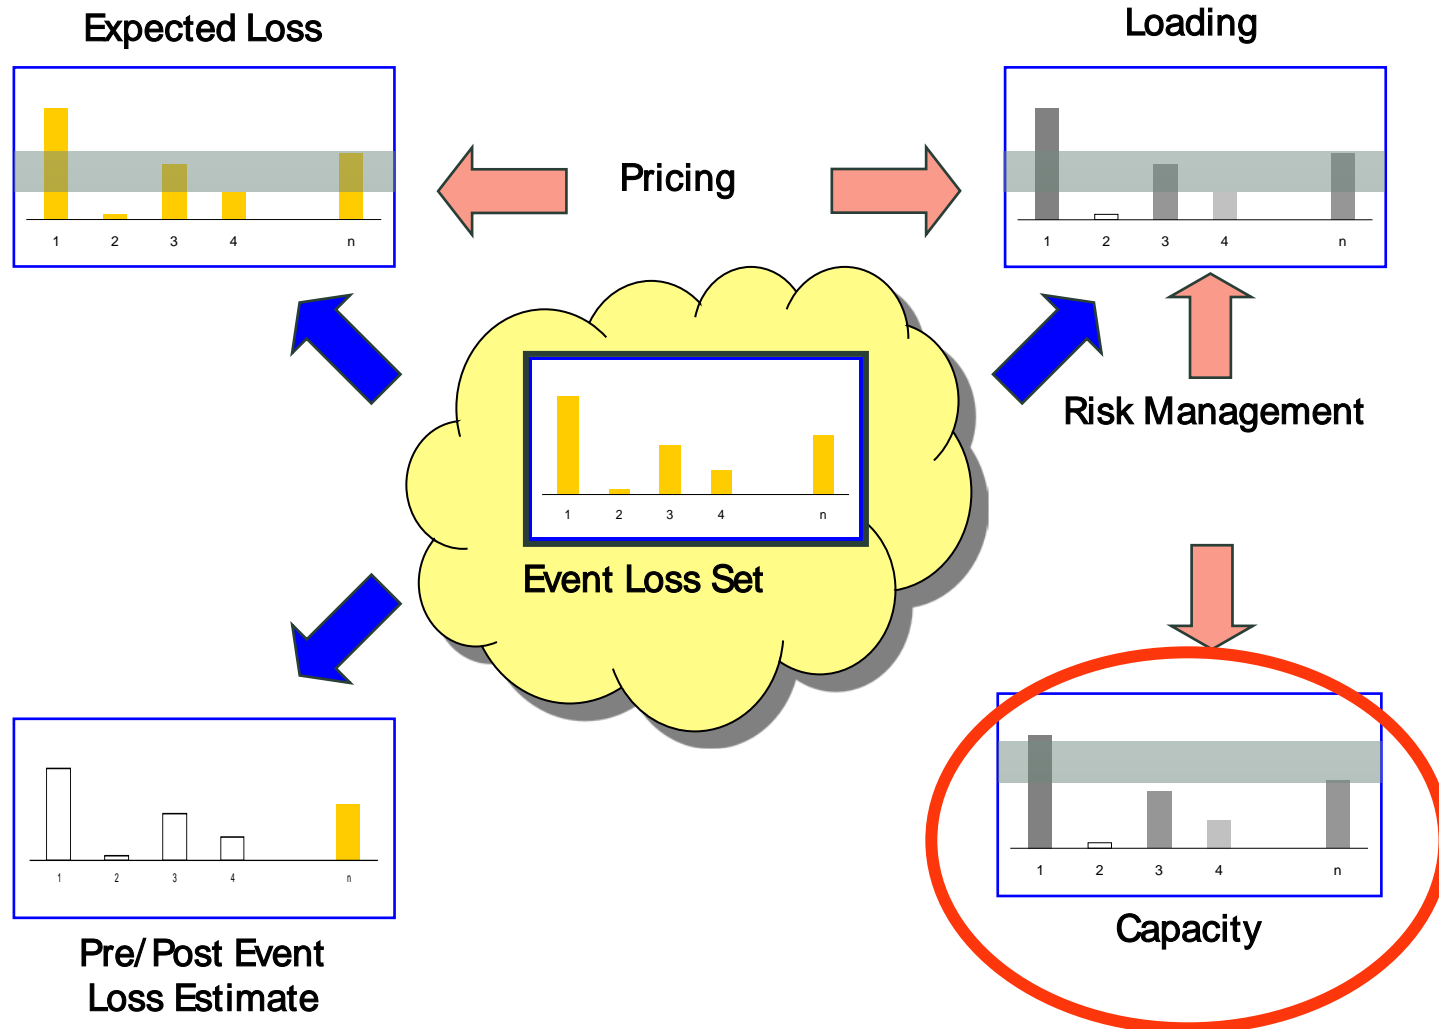 Expected Loss
Loading
1 2 3 4 n
Pricing
1 2 3 4 n
Risk Management
1 2 3 4 n
Event Loss Set
1 2 3 4 n
Pre/Post Event
Loss Estimate
1 2 3 4 n
Capacity